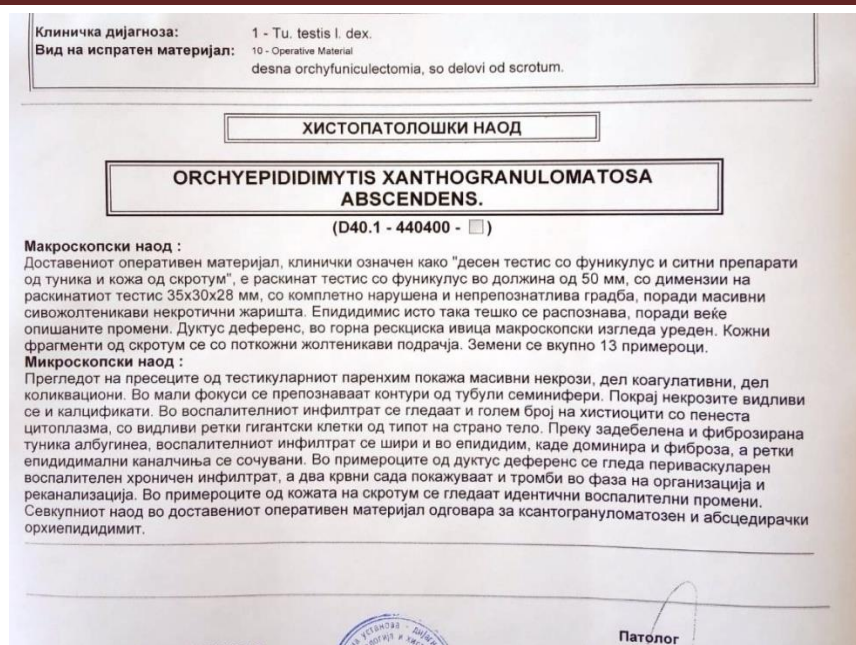 Клиничка дијагноза: 1 - Tu. testis l. dex.
Вид на испратен материјал: 10 - Operative Material
desna orchyfuniculectomia, so delovi od scrotum.
ХИСТОПАТОЛОШКИ НАОД
ORCHYEPIDIDIMYTIS XANTHOGRANULOMATOSA
ABSCENDENS.
(D40.1 - 440400 - )
Макроскопски наод :
Доставениот оперативен материјал, клинички означен како "десен тестис со фуникулус и ситни препарати
од туника и кожа од скротум", е раскинат тестис со фуникулус во должина од 50 мм, со димензии на
раскинатиот тестис 35x30x28 мм, со комплетно нарушена и непрепознатлива градба, поради масивни
сивожолтеникави некротични жаришта. Епидидимис исто така тешко се распознава, поради веќе
опишаните промени. Дуктус деференс, во горна рескциска ивица макроскопски изгледа уреден. Кожни
фрагменти од скротум се со поткожни жолтеникави подрачја. Земени се вкупно 13 примероци.
Микроскопски наод :
Прегледот на пресеците од тестикуларниот паренхим покажа масивни некрози, дел коагулативни, дел
коликвациони. Во мали фокуси се препознаваат контури од тубули семинифери. Покрај некрозите видливи
се и калцификати. Во воспалителниот инфилтрат се гледаат и голем број на хистиоцити со пенеста
цитоплазма, со видливи ретки гигантски клетки од типот на страно тело. Преку задебелена и фиброзирана
туника албугинеа, воспалителниот инфилтрат се шири и во епидидим, каде доминира и фиброза, а ретки
епидидимални каналчиња се сочувани. Во примероците од дуктус деференс се гледа периваскуларен
воспалителен хроничен инфилтрат, а два крвни сада покажуваат и тромби во фаза на организација и
реканализација. Во примероците од кожата на скротум се гледаат идентични воспалителни промени.
Севкупниот наод во доставениот оперативен материјал одговара за ксантогрануломатозен и абсцедирачки
орхиепидидимит.
Патолог